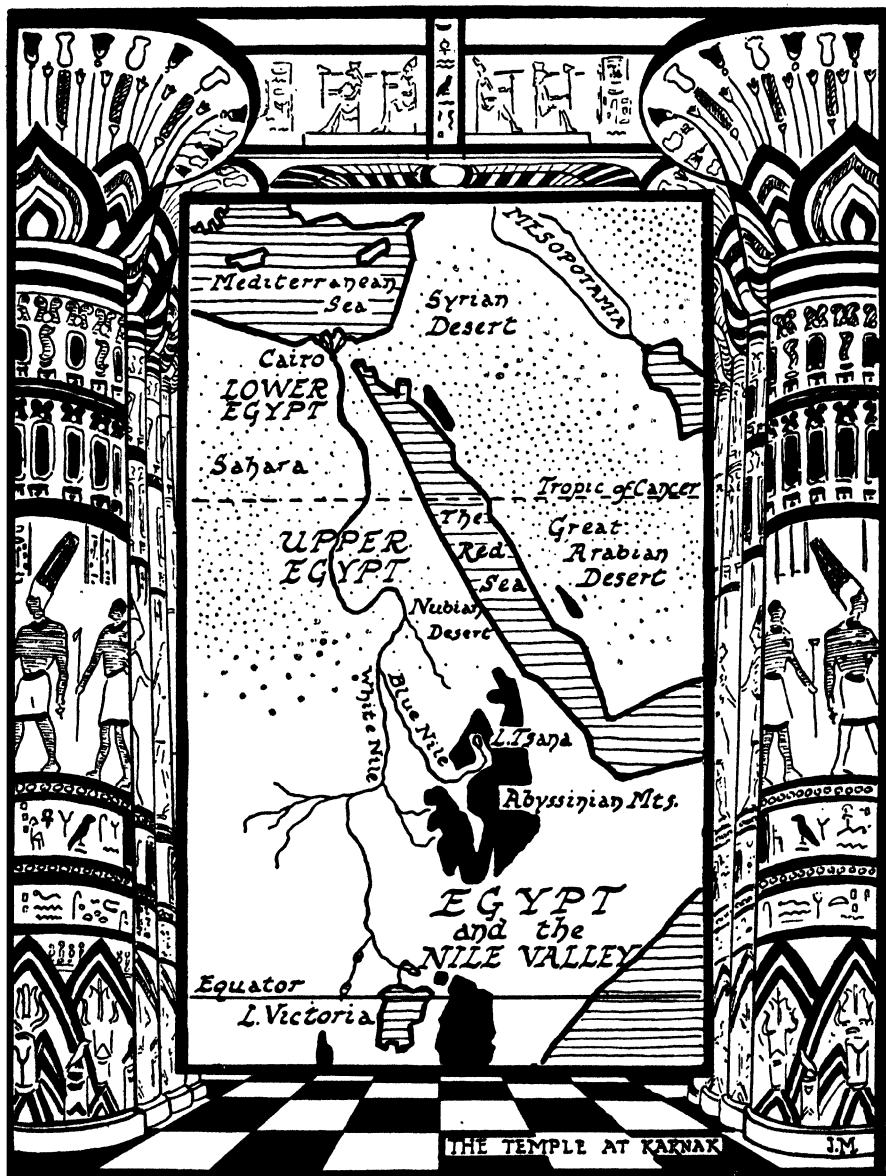 MESOPOTAMIA
Mediterranean
Sea
Syrian
Desert
Cairo
LOWER
EGYPT
Sahara
Tropic of Cancer
The
Red
Sea
Great
Arabian
Desert
UPPER
EGYPT
Nubian
Desert
White Nile
Blue Nile
L. Tsana
Abyssinian Mts.
EGYPT
and the
NILE VALLEY
Equator
L. Victoria
THE TEMPLE AT KARNAK
J.M.